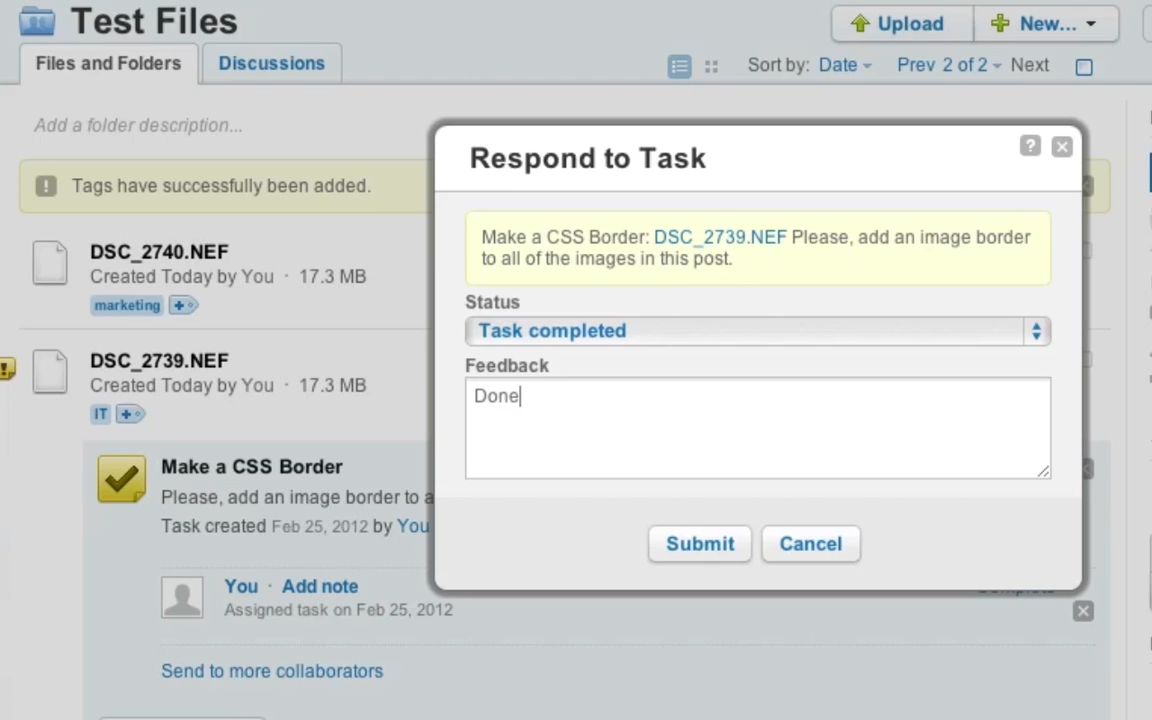 Test Files
Upload
New...
Files and Folders
Discussions
Sort by: Date
Prev 2 of 2 Next
Add a folder description...
Tags have successfully been added.
DSC_2740.NEF
Created Today by You · 17.3 MB
marketing
DSC_2739.NEF
Created Today by You · 17.3 MB
IT
Make a CSS Border
Please, add an image border to a
Task created Feb 25, 2012 by You
You · Add note
Assigned task on Feb 25, 2012
Send to more collaborators
Respond to Task
?
Make a CSS Border: DSC_2739.NEF Please, add an image border
to all of the images in this post.
Status
Task completed
Feedback
Done
Submit
Cancel